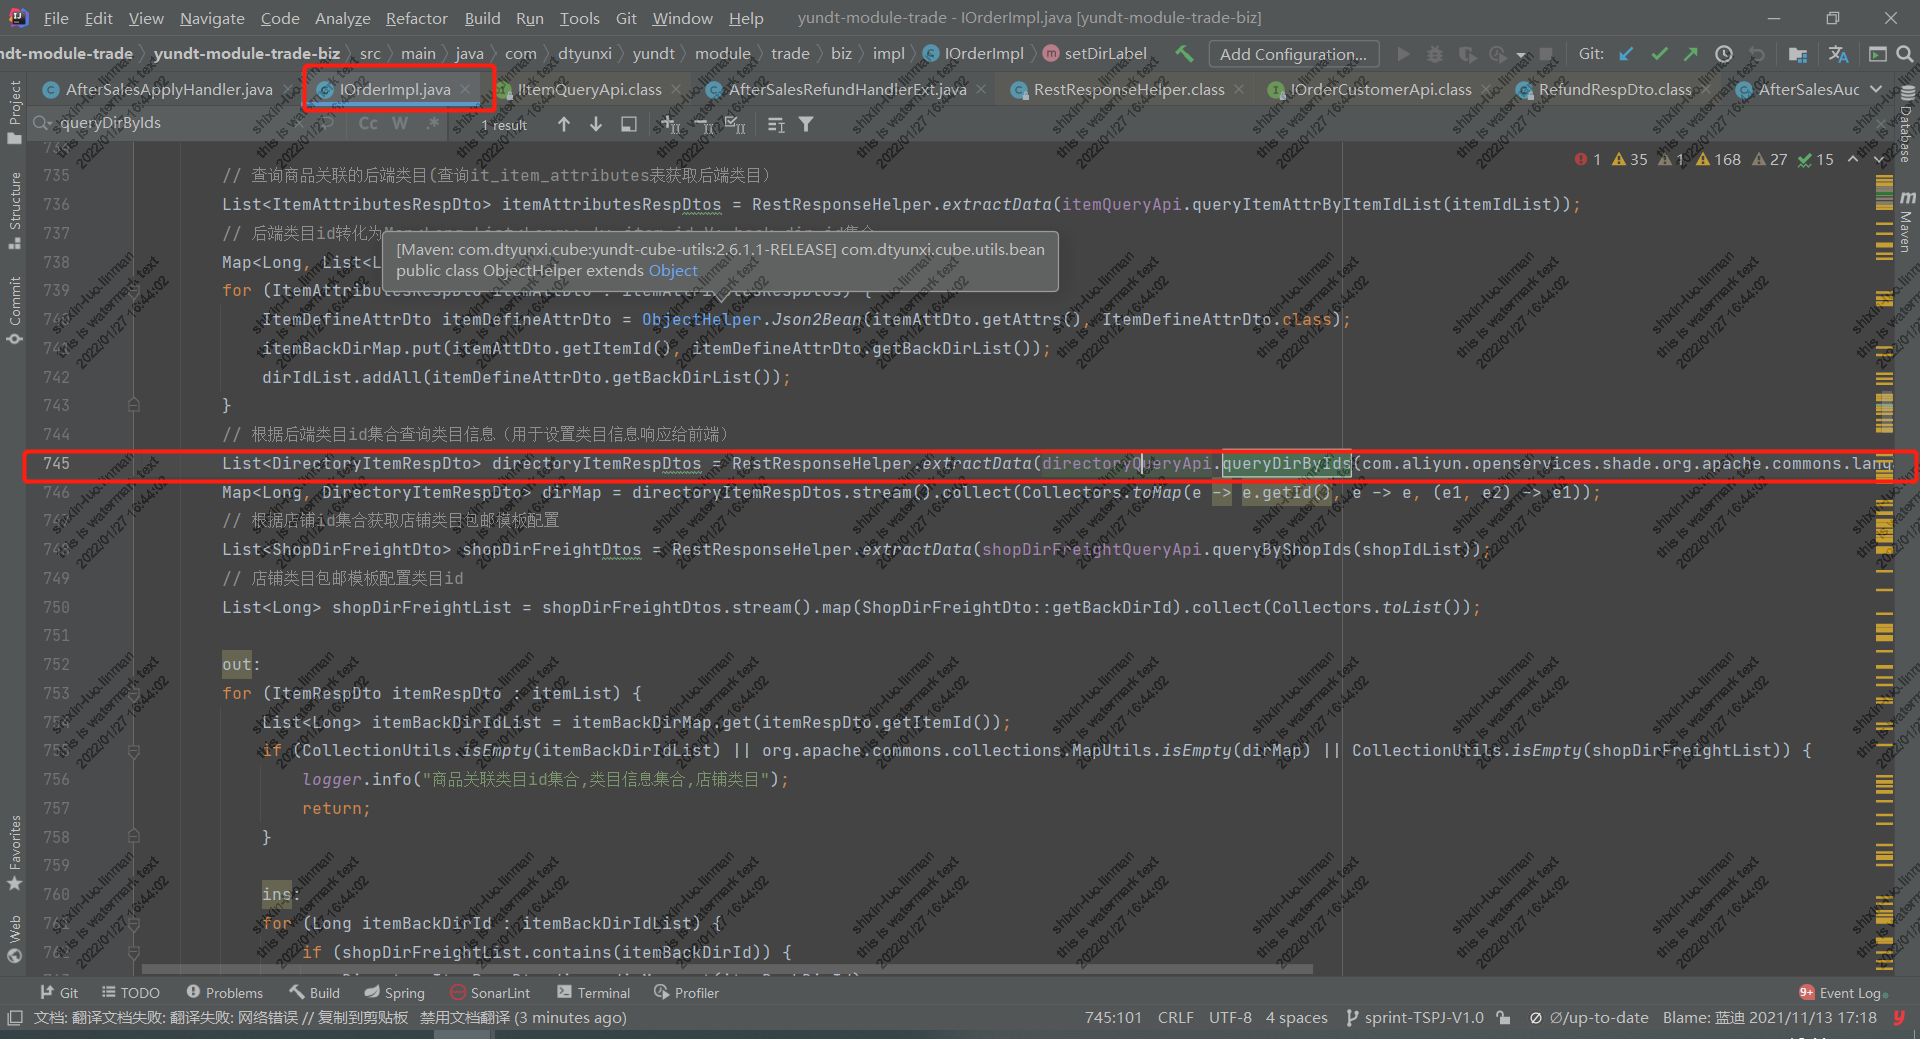 File Edit View Navigate Code Analyze Refactor Build Run Tools Git Window Help yundt-module-trade - IOrderImpl.java [yundt-module-trade-biz]
ndt-module-trade 〉 yundt-module-trade-biz 〉 src 〉 main 〉 java 〉 com 〉 dtyunxi 〉 yundt 〉 module 〉 trade 〉 biz 〉 impl 〉 IOrderImpl 〉 setDirLabel Add Configuration... Git:
AfterSalesApplyHandler.java IOrderImpl.java IItemQueryApi.class AfterSalesRefundHandlerExt.java RestResponseHelper.class IOrderCustomerApi.class RefundRespDto.class AfterSalesAuc
queryDirByIds Cc W .* 1 result
734
1 35 1 168 27 15
735 // 查询商品关联的后端类目(查询it_item_attributes表获取后端类目)
736 List<ItemAttributesRespDto> itemAttributesRespDtos = RestResponseHelper.extractData(itemQueryApi.queryItemAttrByItemIdList(itemIdList));
737 // 后端类目id转化为
[Maven: com.dtyunxi.cube:yundt-cube-utils:2.6.1.1-RELEASE] com.dtyunxi.cube.utils.bean
738 Map<Long, List<L
public class ObjectHelper extends Object
739 for (ItemAttributesRespDto itemAttDto : itemAttributesRespDtos) {
740 ItemDefineAttrDto itemDefineAttrDto = ObjectHelper.Json2Bean(itemAttDto.getAttrs(), ItemDefineAttrDto.class);
741 itemBackDirMap.put(itemAttDto.getItemId(), itemDefineAttrDto.getBackDirList());
742 dirIdList.addAll(itemDefineAttrDto.getBackDirList());
743 }
744 // 根据后端类目id集合查询类目信息（用于设置类目信息响应给前端）
745 List<DirectoryItemRespDto> directoryItemRespDtos = RestResponseHelper.extractData(directoryQueryApi.queryDirByIds(com.aliyun.openservices.shade.org.apache.commons.lang
746 Map<Long, DirectoryItemRespDto> dirMap = directoryItemRespDtos.stream().collect(Collectors.toMap(e -> e.getId(), e -> e, (e1, e2) -> e1));
747 // 根据店铺id集合获取店铺类目包邮模板配置
748 List<ShopDirFreightDto> shopDirFreightDtos = RestResponseHelper.extractData(shopDirFreightQueryApi.queryByShopIds(shopIdList));
749 // 店铺类目包邮模板配置类目id
750 List<Long> shopDirFreightList = shopDirFreightDtos.stream().map(ShopDirFreightDto::getBackDirId).collect(Collectors.toList());
751
752 out:
753 for (ItemRespDto itemRespDto : itemList) {
754 List<Long> itemBackDirIdList = itemBackDirMap.get(itemRespDto.getItemId());
755 if (CollectionUtils.isEmpty(itemBackDirIdList) || org.apache.commons.collections.MapUtils.isEmpty(dirMap) || CollectionUtils.isEmpty(shopDirFreightList)) {
756 logger.info("商品关联类目id集合,类目信息集合,店铺类目");
757 return;
758 }
759
760 ins:
761 for (Long itemBackDirId : itemBackDirIdList) {
762 if (shopDirFreightList.contains(itemBackDirId)) {
Project
Structure
Commit
Favorites
Web
Database
Maven
shixin-luo.linman
this is watermark text
2022/01/27 16:44:02
Git TODO Problems Build Spring SonarLint Terminal Profiler 9+ Event Log
文档: 翻译文档失败: 翻译失败: 网络错误 // 复制到剪贴板 禁用文档翻译 (3 minutes ago) 745:101 CRLF UTF-8 4 spaces sprint-TSPJ-V1.0 ∅/up-to-date Blame: 蓝迪 2021/11/13 17:18